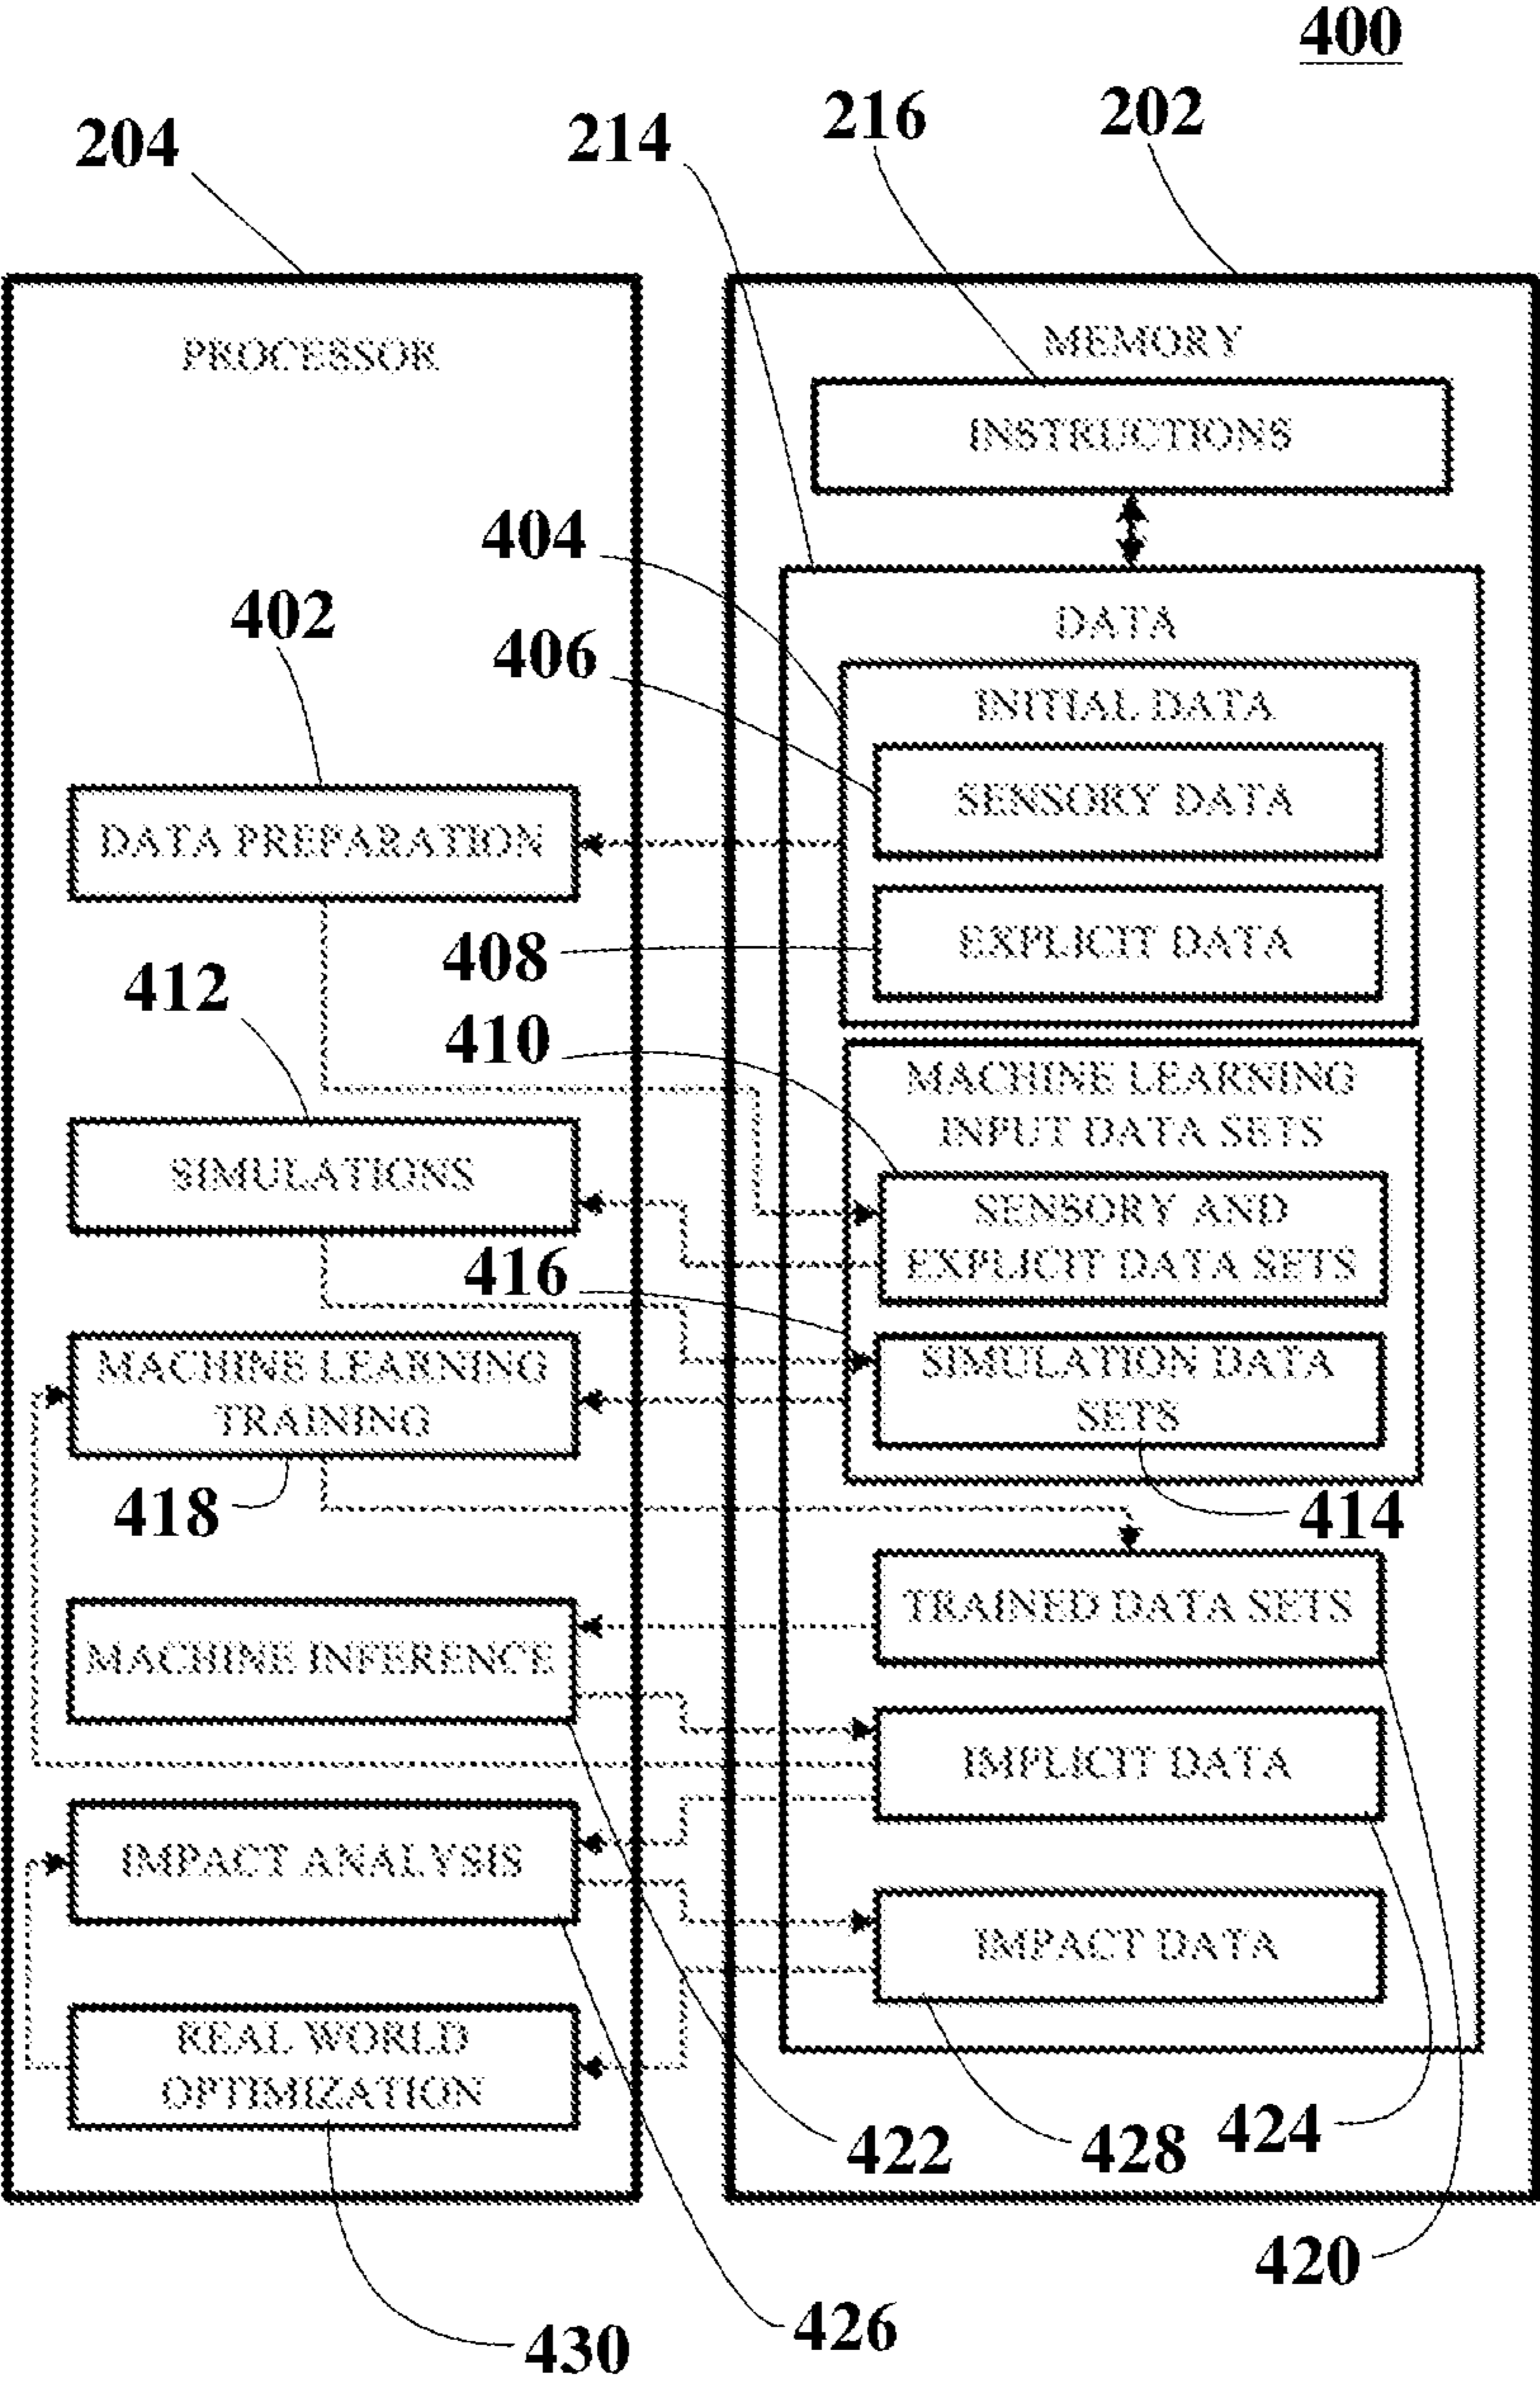 400
204
214
216
202
PROCESSOR
MEMORY
INSTRUCTIONS
404
402
406
DATA
INITIAL DATA
SENSORY DATA
DATA PREPARATION
408
EXPLICIT DATA
412
410
MACHINE LEARNING
INPUT DATA SETS
SIMULATIONS
SENSORY AND
EXPLICIT DATA SETS
416
MACHINE LEARNING
TRAINING
SIMULATION DATA
SETS
418
414
TRAINED DATA SETS
MACHINE INFERENCE
IMPLICIT DATA
IMPACT ANALYSIS
IMPACT DATA
REAL WORLD
OPTIMIZATION
422
428
424
420
426
430